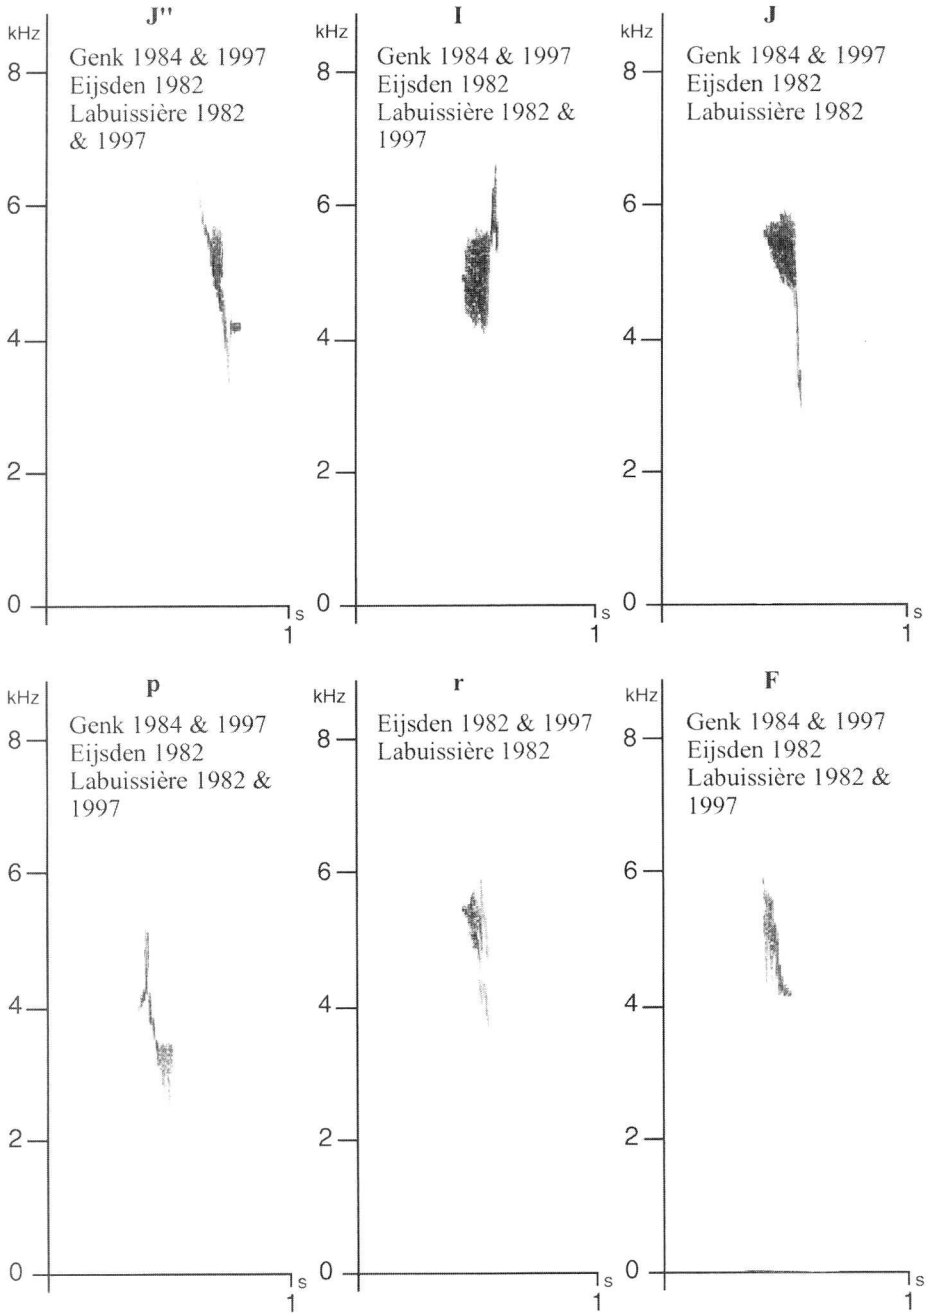 J''
kHz
8
Genk 1984 & 1997
Eijsden 1982
Labuissière 1982
& 1997
6
4
2
0
s
1
I
kHz
8
Genk 1984 & 1997
Eijsden 1982
Labuissière 1982 &
1997
6
4
2
0
s
1
J
kHz
8
Genk 1984 & 1997
Eijsden 1982
Labuissière 1982
6
4
2
0
s
1
p
kHz
8
Genk 1984 & 1997
Eijsden 1982
Labuissière 1982 &
1997
6
4
2
0
s
1
r
kHz
8
Eijsden 1982 & 1997
Labuissière 1982
6
4
2
0
s
1
F
kHz
8
Genk 1984 & 1997
Eijsden 1982
Labuissière 1982 &
1997
6
4
2
0
s
1